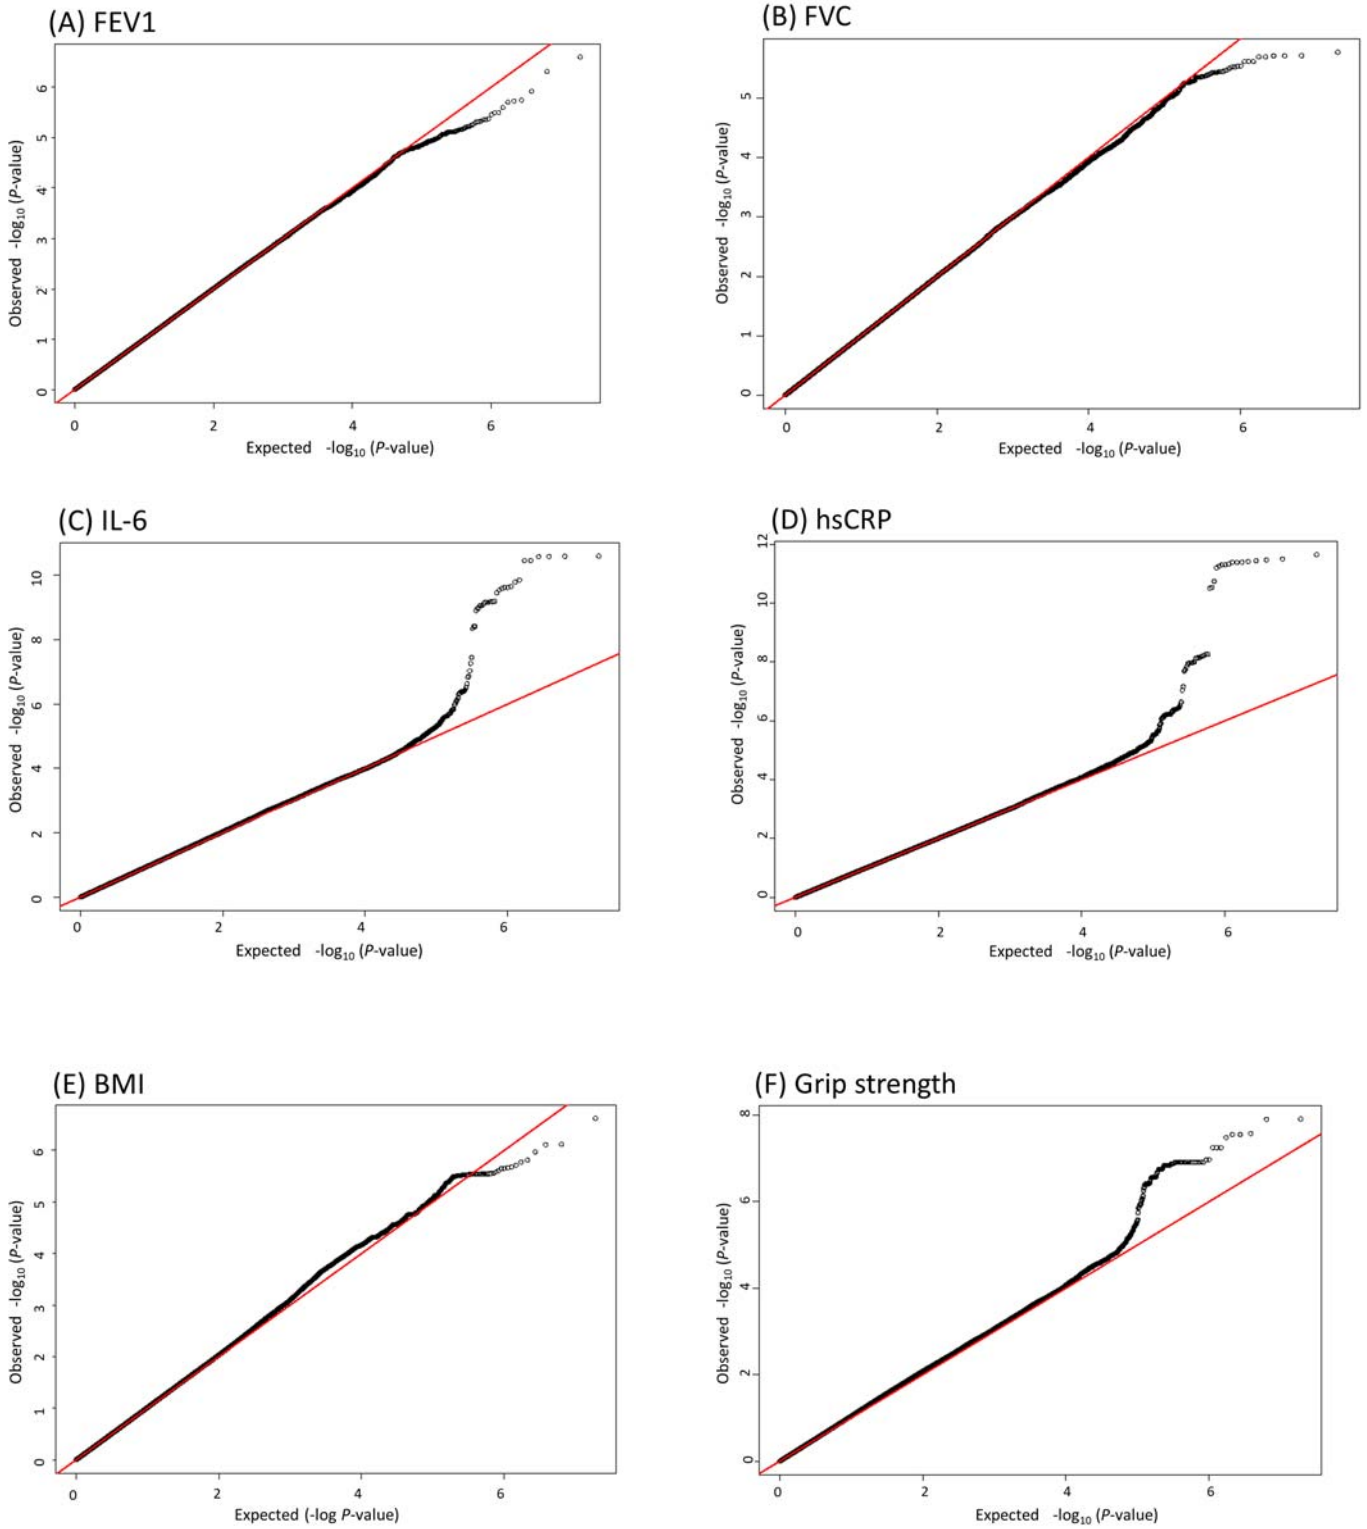 (A) FEV1
Observed -log10 (P-value)
6
5
4
3
2
1
0
0 2 4 6
Expected -log10 (P-value)
(B) FVC
Observed -log10 (P-value)
5
4
3
2
1
0
0 2 4 6
Expected -log10 (P-value)
(C) IL-6
Observed -log10 (P-value)
10
8
6
4
2
0
0 2 4 6
Expected -log10 (P-value)
(D) hsCRP
Observed -log10 (P-value)
12
10
8
6
4
2
0
0 2 4 6
Expected -log10 (P-value)
(E) BMI
Observed -log10 (P-value)
6
5
4
3
2
1
0
0 2 4 6
Expected (-log P-value)
(F) Grip strength
Observed -log10 (P-value)
8
6
4
2
0
0 2 4 6
Expected -log10 (P-value)